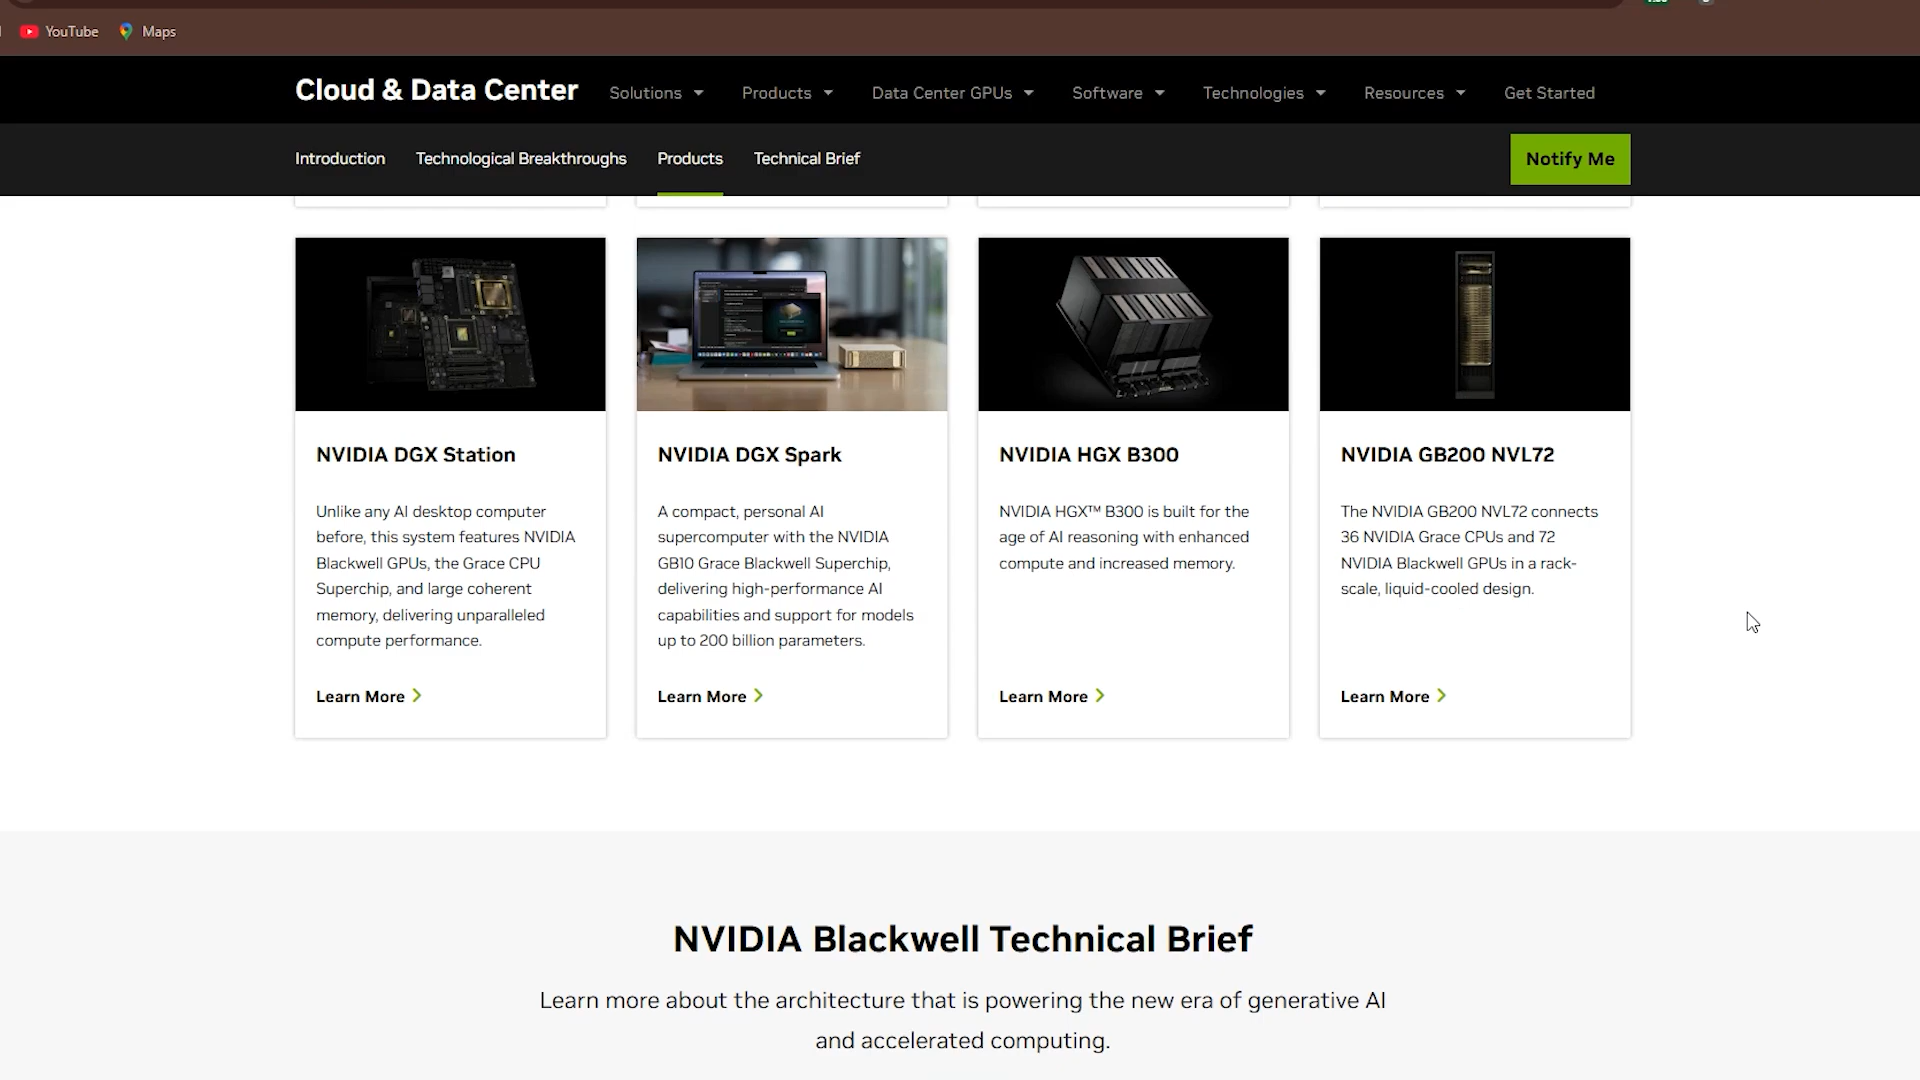 YouTube
Maps
Cloud & Data Center
Solutions
Products
Data Center GPUs
Software
Technologies
Resources
Get Started
Introduction
Technological Breakthroughs
Products
Technical Brief
Notify Me
NVIDIA DGX Station
Unlike any AI desktop computer
before, this system features NVIDIA
Blackwell GPUs, the Grace CPU
Superchip, and large coherent
memory, delivering unparalleled
compute performance.
Learn More
NVIDIA DGX Spark
A compact, personal AI
supercomputer with the NVIDIA
GB10 Grace Blackwell Superchip,
delivering high-performance AI
capabilities and support for models
up to 200 billion parameters.
Learn More
NVIDIA HGX B300
NVIDIA HGX™ B300 is built for the
age of AI reasoning with enhanced
compute and increased memory.
Learn More
NVIDIA GB200 NVL72
The NVIDIA GB200 NVL72 connects
36 NVIDIA Grace CPUs and 72
NVIDIA Blackwell GPUs in a rack-
scale, liquid-cooled design.
Learn More
NVIDIA Blackwell Technical Brief
Learn more about the architecture that is powering the new era of generative AI
and accelerated computing.